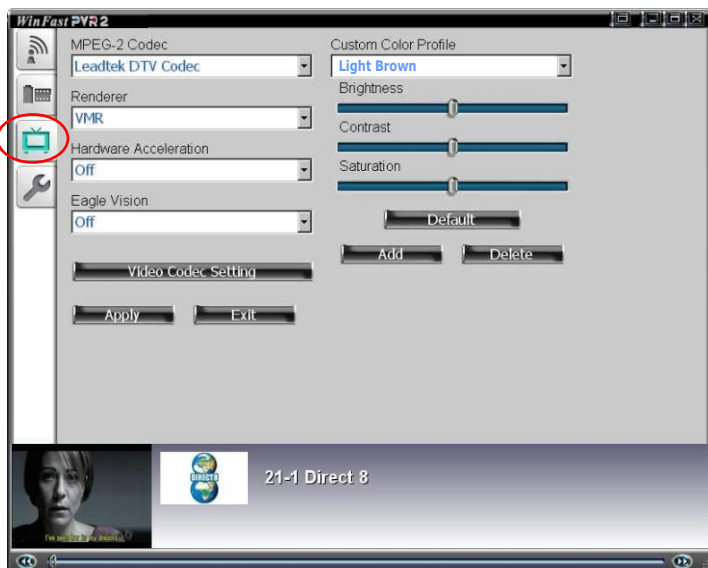 WinFast PVR2
MPEG-2 Codec
Leadtek DTV Codec
Renderer
VMR
Hardware Acceleration
Off
Eagle Vision
Off
Video Codec Setting
Apply
Exit
Custom Color Profile
Light Brown
Brightness
Contrast
Saturation
Default
Add
Delete
DIRECT8
21-1 Direct 8